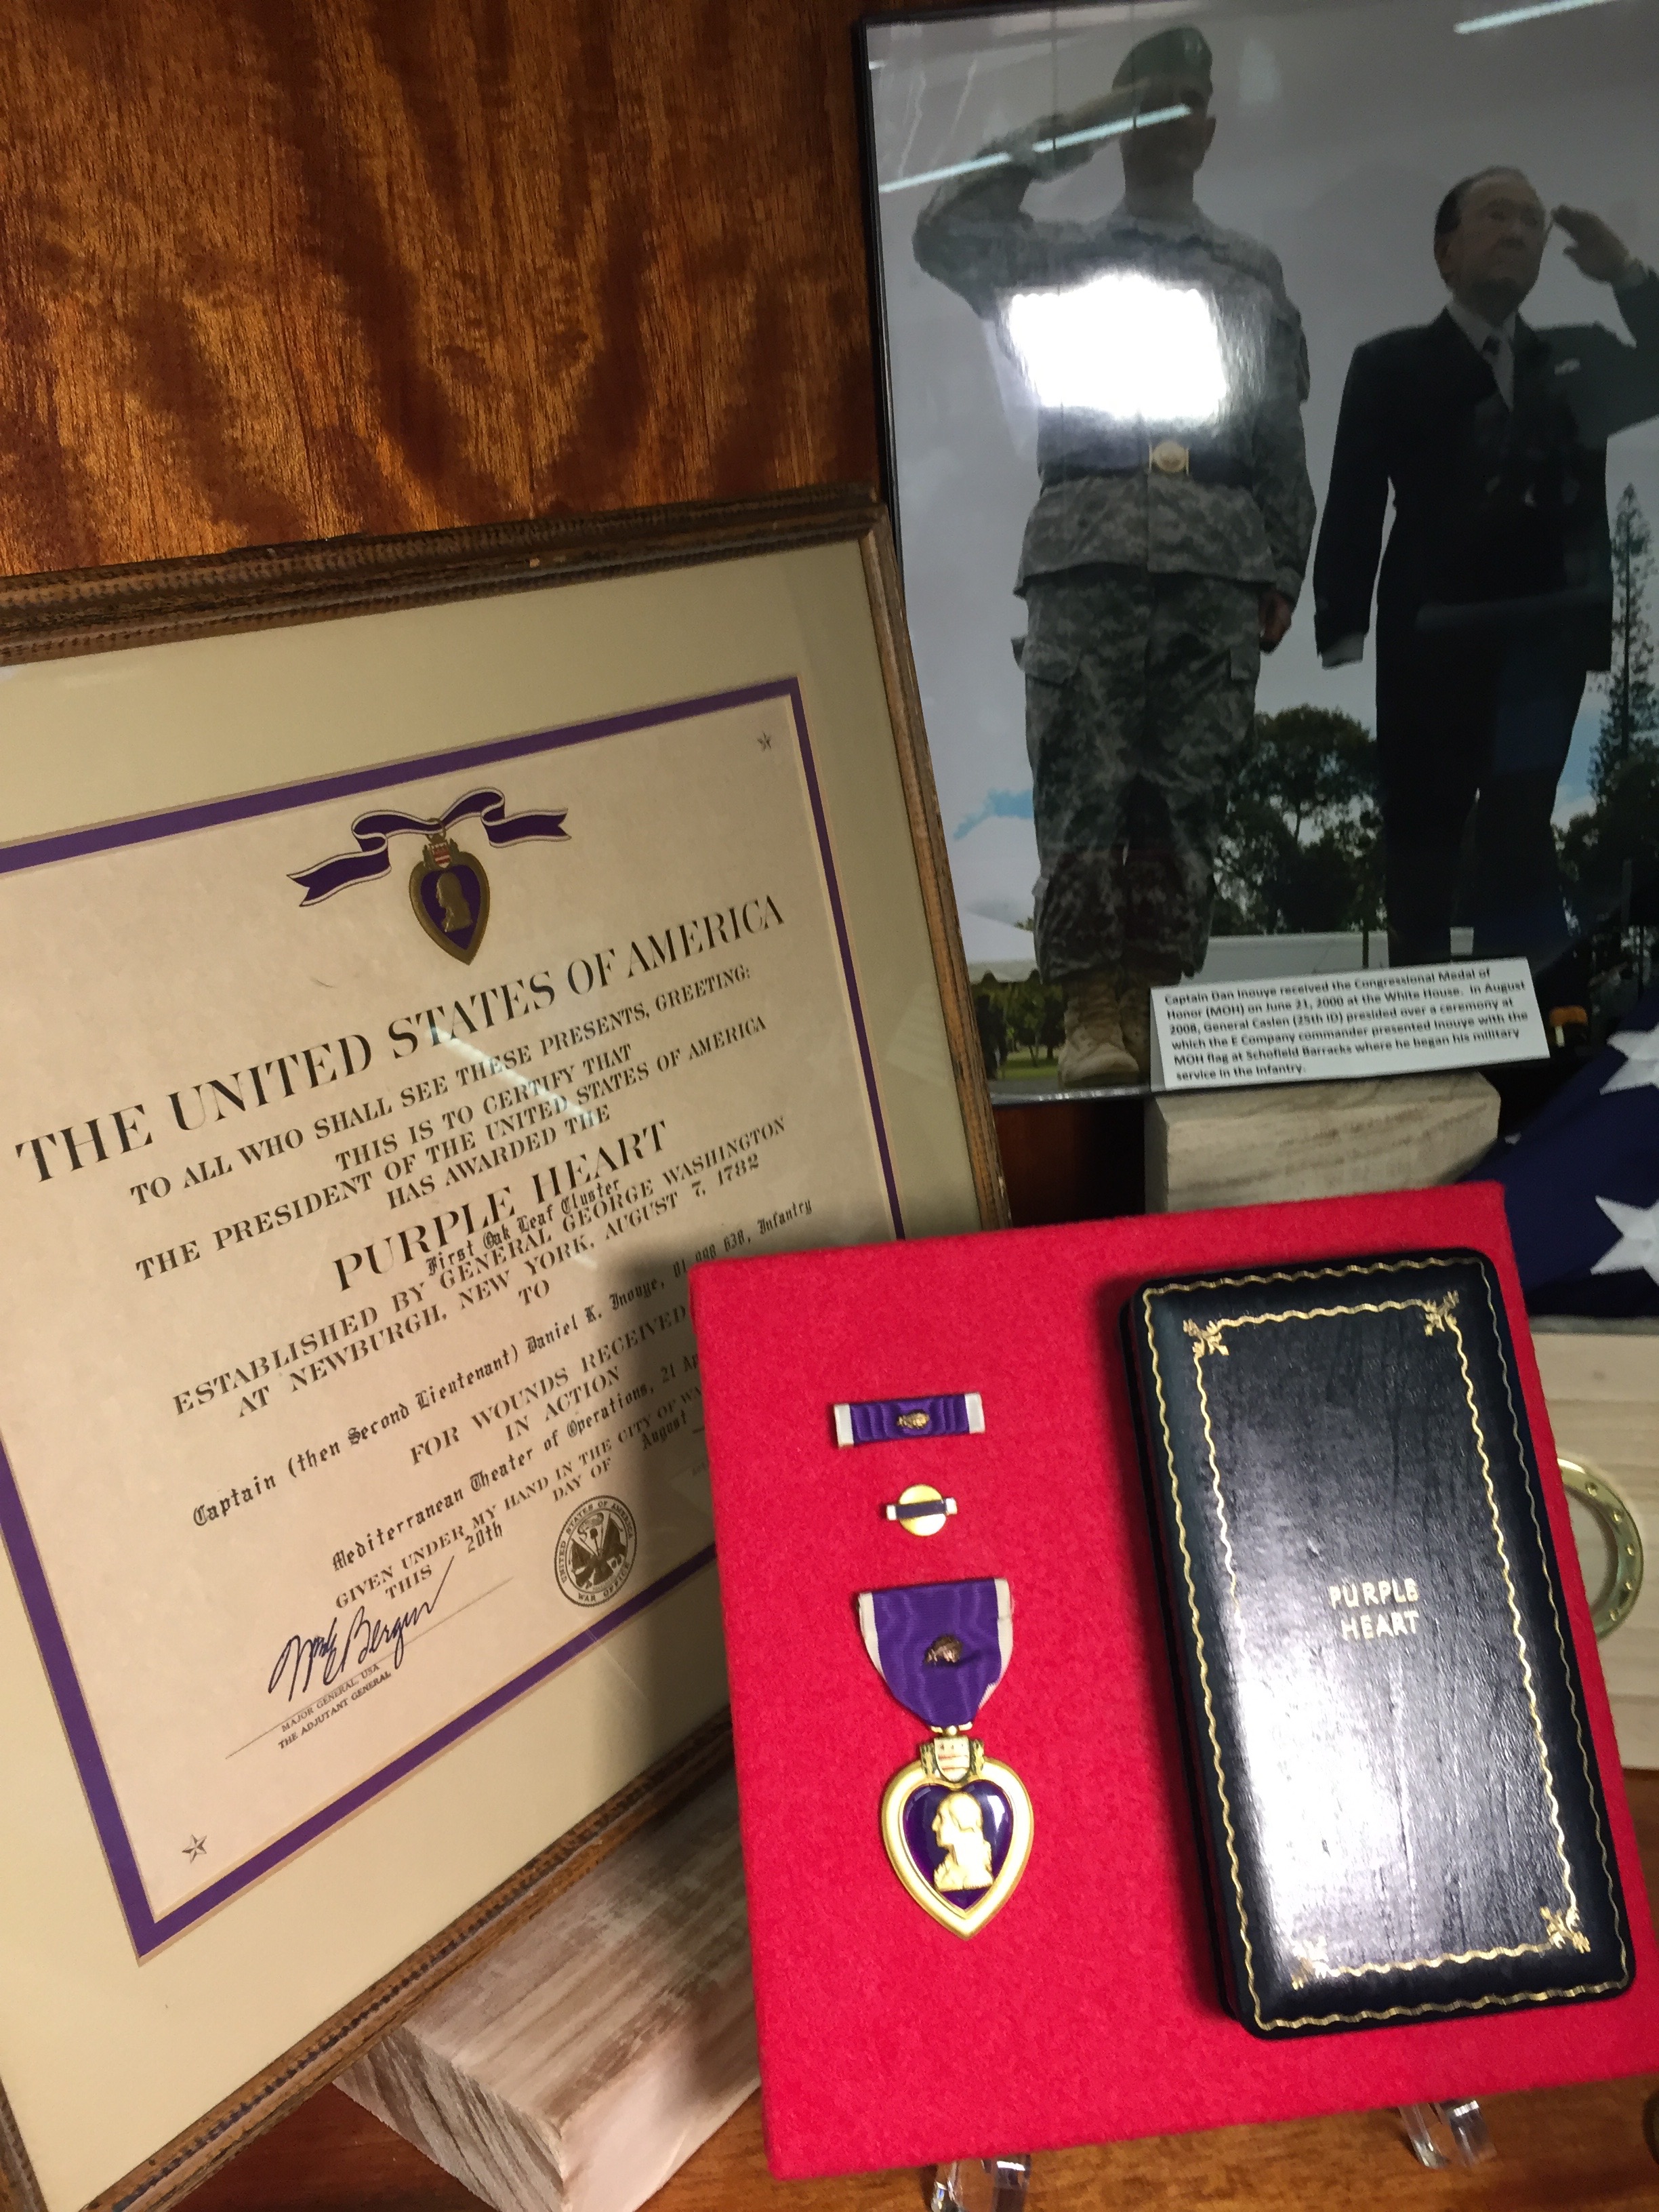 THE UNITED STATES OF AMERICA
TO ALL WHO SHALL SEE THESE PRESENTS, GREETING:
THIS IS TO CERTIFY THAT
THE PRESIDENT OF THE UNITED STATES OF AMERICA
HAS AWARDED THE
PURPLE HEART
First Oak Leaf Cluster
ESTABLISHED BY GENERAL GEORGE WASHINGTON
AT NEWBURGH, NEW YORK, AUGUST 7, 1782
TO
Captain (then Second Lieutenant) Daniel K. Inouye, Infantry
FOR WOUNDS RECEIVED
IN ACTION
Mediterranean Theater of Operations, 21
GIVEN UNDER MY HAND IN THE CITY OF
THIS 20th DAY OF August
MAJOR GENERAL, USA
THE ADJUTANT GENERAL
UNITED STATES OF AMERICA
WAR OFFICE
Captain Dan Inouye received the Congressional Medal of
Honor (MOH) on June 21, 2000 at the White House. In August
2008, General Caslen (25th ID) presided over a ceremony at
which the E Company commander presented Inouye with the
MOH flag at Schofield Barracks where he began his military
service in the infantry.
PURPLE
HEART